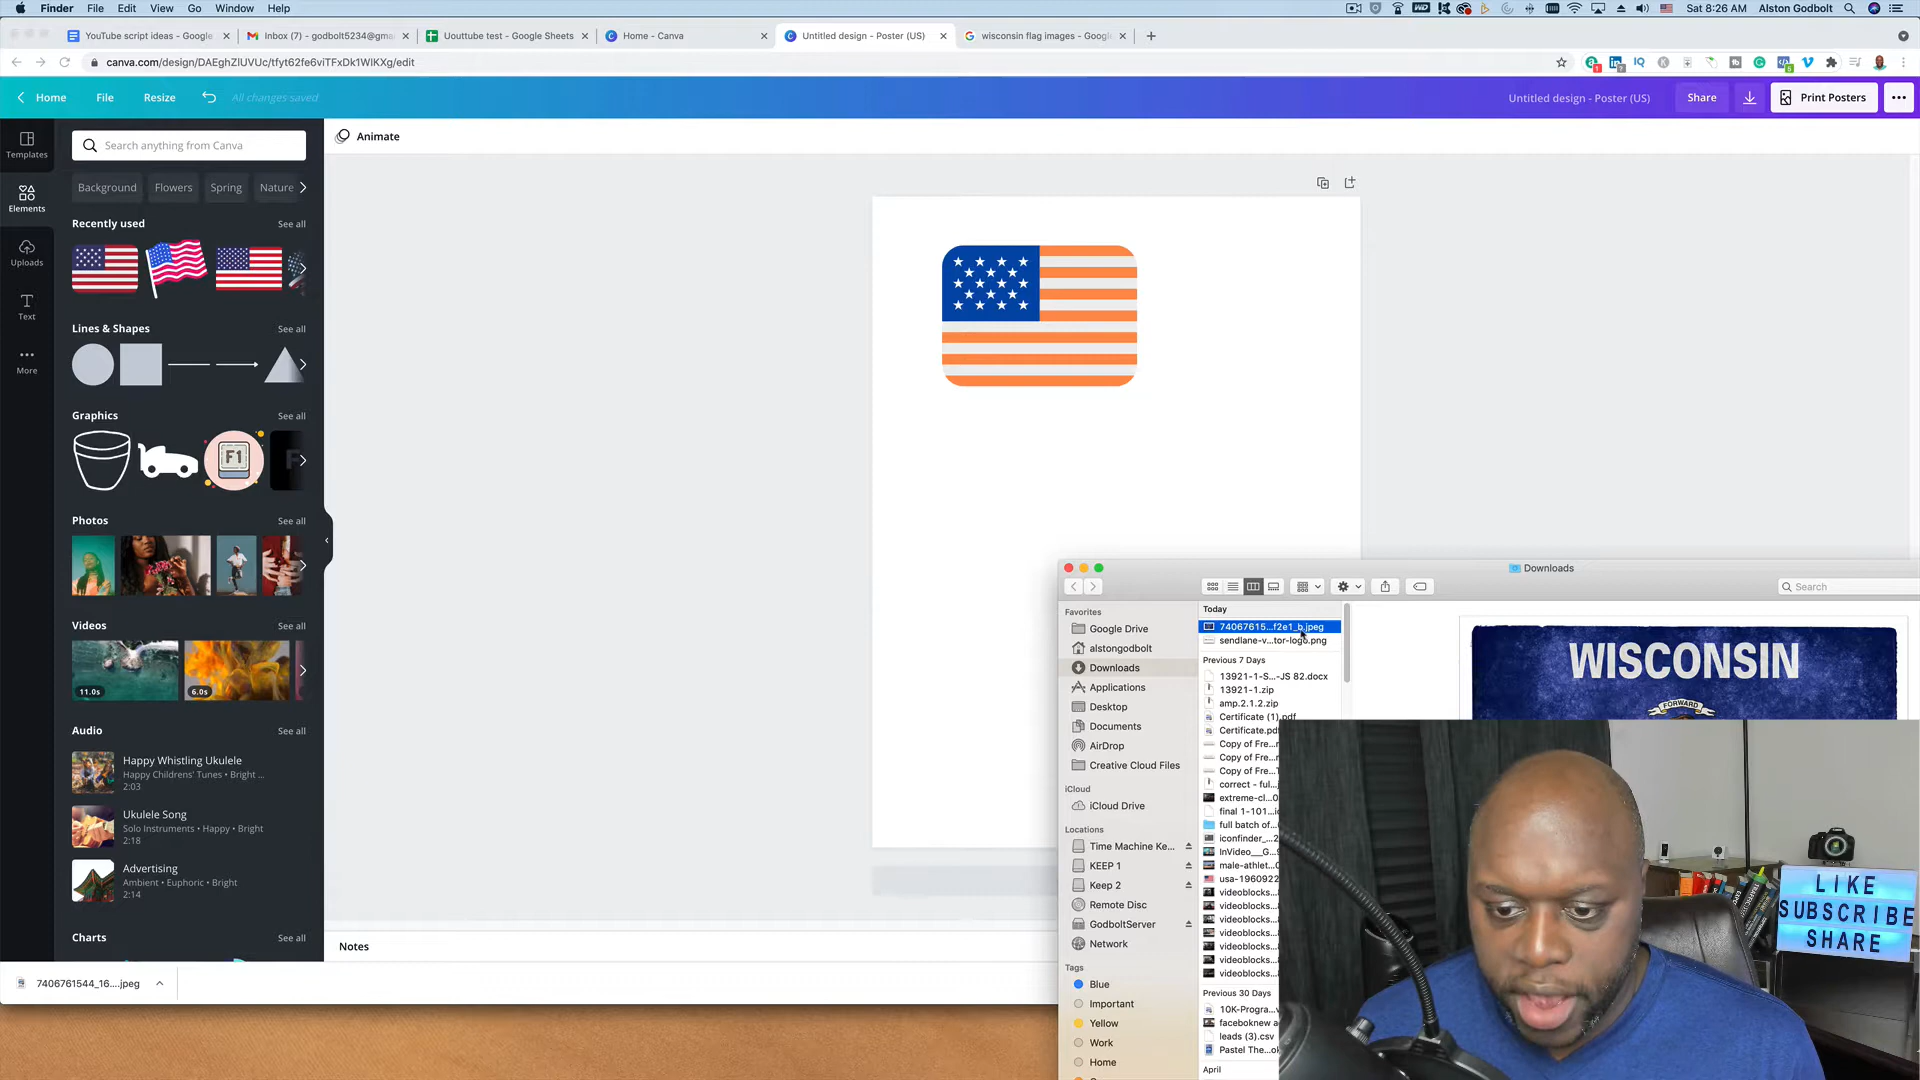 Finder File Edit View Go Window Help Sat 8:26 AM Alston Godbolt
YouTube script ideas - Google Inbox (7) - godbolt5234@gma Uouttube test - Google Sheets Home - Canva Untitled design - Poster (US) wisconsin flag images - Google
canva.com/design/DAEghZIUVUc/tfyt62fe6viTFxDk1WlKXg/edit
Home File Resize All changes saved Untitled design - Poster (US) Share Print Posters
Templates
Elements
Uploads
Text
More
Search anything from Canva
Background Flowers Spring Nature
Recently used See all
Lines & Shapes See all
Graphics See all
F1
Photos See all
Videos See all
11.0s 6.0s
Audio See all
Happy Whistling Ukulele
Happy Childrens' Tunes • Bright ...
2:03
Ukulele Song
Solo Instruments • Happy • Bright
2:18
Advertising
Ambient • Euphoric • Bright
2:14
Charts See all
Animate
Notes
7406761544_16....jpeg
Downloads
Search
Favorites
Google Drive
alstongodbolt
Downloads
Applications
Desktop
Documents
AirDrop
Creative Cloud Files
iCloud
iCloud Drive
Locations
Time Machine Ke...
KEEP 1
Keep 2
Remote Disc
GodboltServer
Network
Tags
Blue
Important
Yellow
Work
Home
Today
74067615...f2e1_b.jpeg
sendlane-v...tor-logo.png
Previous 7 Days
13921-1-S...-JS 82.docx
13921-1.zip
amp.2.1.2.zip
Certificate (1).pdf
Certificate.pdf
Copy of Fre...
Copy of Fre...
Copy of Fre...
correct - ful...
extreme-cl...
final 1-101...
full batch of...
iconfinder_...
InVideo__G...
male-athlet...
usa-1960922
videoblocks
videoblocks
videoblocks
videoblocks
videoblocks
videoblocks
videoblocks
Previous 30 Days
10K-Progra...
faceboknew a
leads (3).csv
Pastel The...
April
WISCONSIN
FORWARD
LIKE
SUBSCRIBE
SHARE